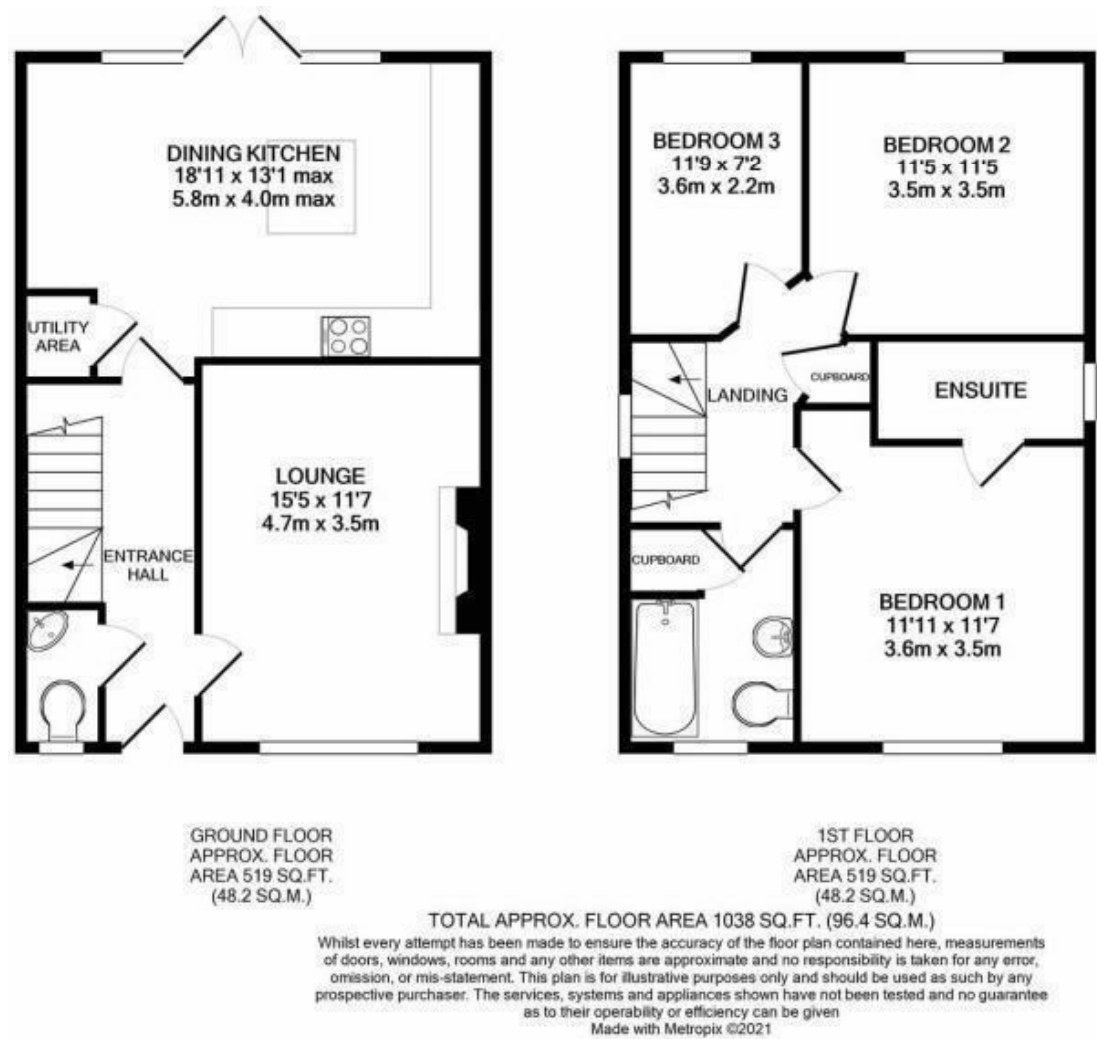 DINING KITCHEN
18'11 x 13'1 max
5.8m x 4.0m max
UTILITY
AREA
LOUNGE
15'5 x 11'7
4.7m x 3.5m
ENTRANCE
HALL
BEDROOM 3
11'9 x 7'2
3.6m x 2.2m
BEDROOM 2
11'5 x 11'5
3.5m x 3.5m
CUPBOARD
LANDING
ENSUITE
CUPBOARD
BEDROOM 1
11'11 x 11'7
3.6m x 3.5m
GROUND FLOOR
APPROX. FLOOR
AREA 519 SQ.FT.
(48.2 SQ.M.)
1ST FLOOR
APPROX. FLOOR
AREA 519 SQ.FT.
(48.2 SQ.M.)
TOTAL APPROX. FLOOR AREA 1038 SQ.FT. (96.4 SQ.M.)
Whilst every attempt has been made to ensure the accuracy of the floor plan contained here, measurements
of doors, windows, rooms and any other items are approximate and no responsibility is taken for any error,
omission, or mis-statement. This plan is for illustrative purposes only and should be used as such by any
prospective purchaser. The services, systems and appliances shown have not been tested and no guarantee
as to their operability or efficiency can be given
Made with Metropix ©2021